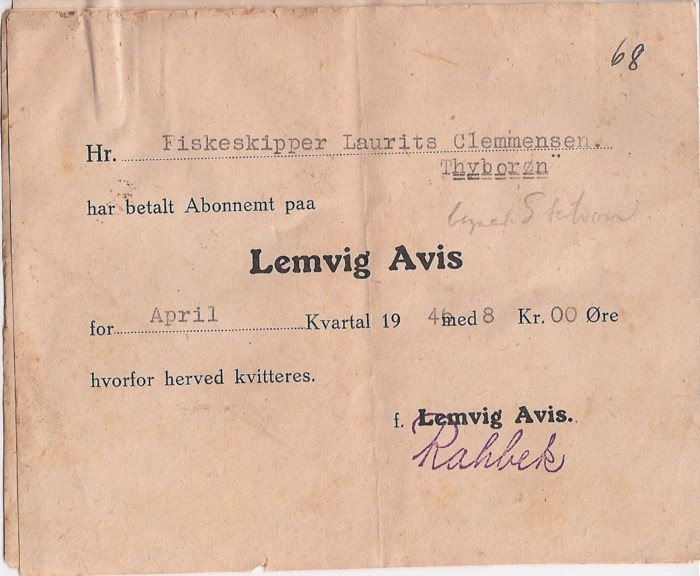 68
Hr. Fiskeskipper Laurits Clemmensen.
Thyborøn
har betalt Abonnemt paa
Lemvig Avis
for April Kvartal 19 46 med 8 Kr. 00 Øre
hvorfor herved kvitteres.
f. Lemvig Avis.
Rahbek